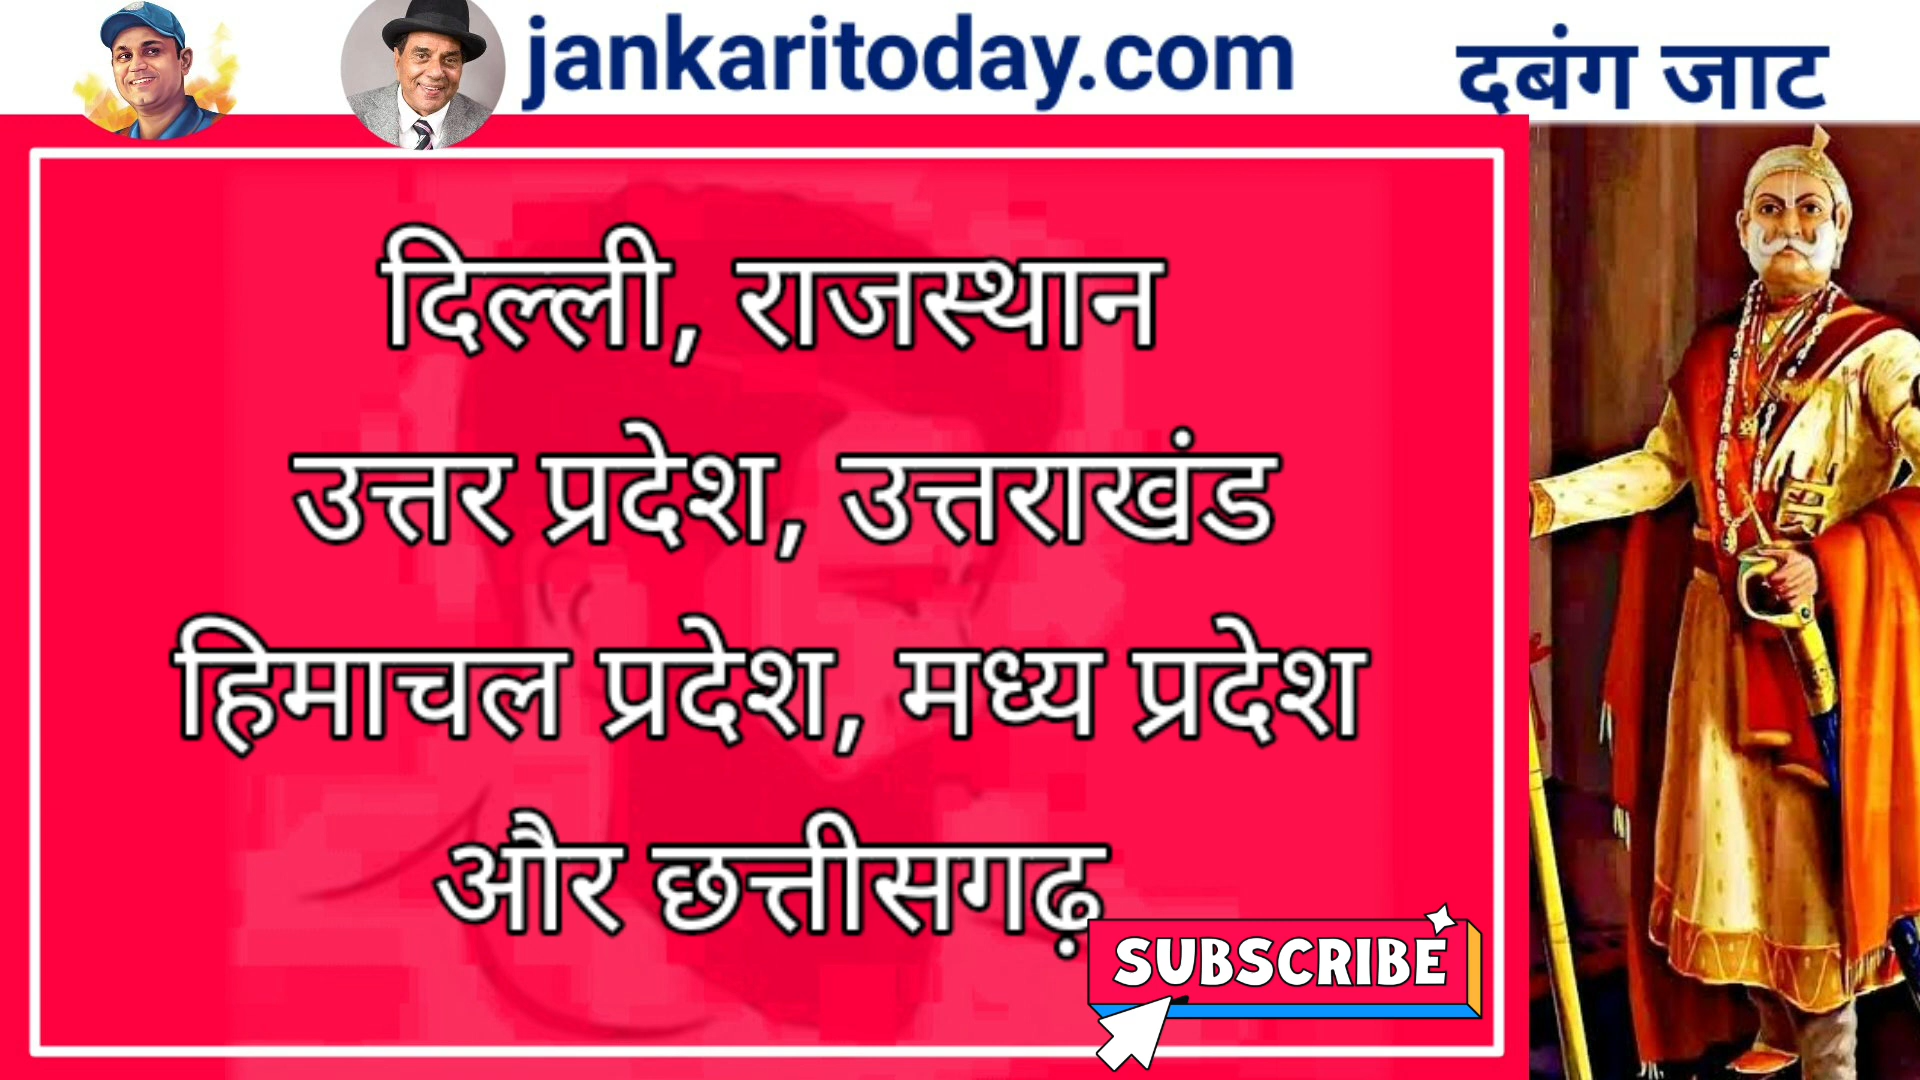 jankaritoday.com
दबंग जाट
दिल्ली, राजस्थान
उत्तर प्रदेश, उत्तराखंड
हिमाचल प्रदेश, मध्य प्रदेश
और छत्तीसगढ़
SUBSCRIBE